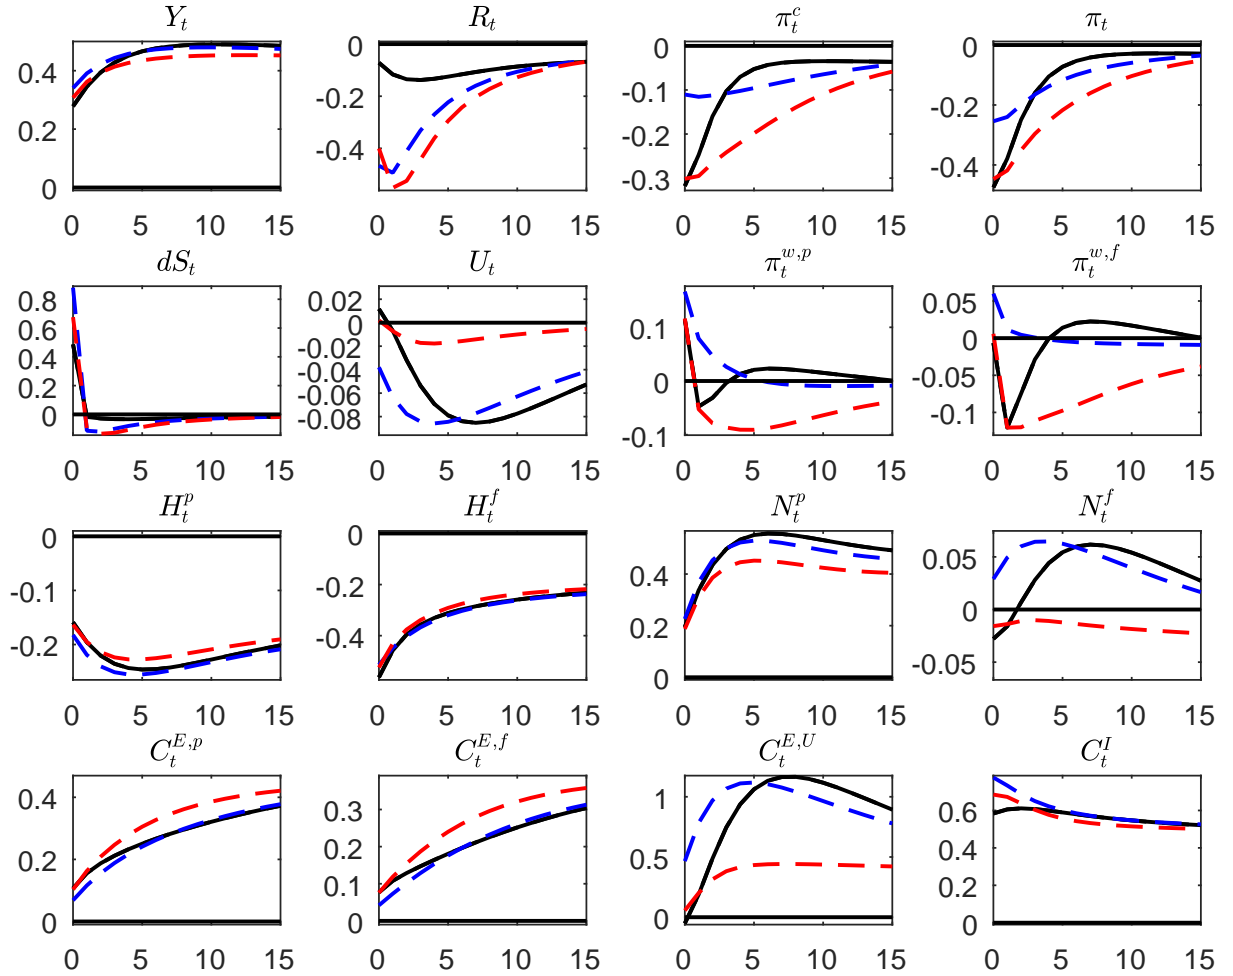 Y_t R_t π_t^c π_t
0.4 0.2 0
0 -0.2 -0.4
0 -0.1 -0.2 -0.3
0 -0.2 -0.4
0 5 10 15 0 5 10 15 0 5 10 15 0 5 10 15
dS_t U_t π_t^{w,p} π_t^{w,f}
0.8 0.6 0.4 0.2 0
0.02 0 -0.02 -0.04 -0.06 -0.08
0.1 0 -0.1
0.05 0 -0.05 -0.1
0 5 10 15 0 5 10 15 0 5 10 15 0 5 10 15
H_t^p H_t^f N_t^p N_t^f
0 -0.1 -0.2
0 -0.2 -0.4
0.4 0.2 0
0.05 0 -0.05
0 5 10 15 0 5 10 15 0 5 10 15 0 5 10 15
C_t^{E,p} C_t^{E,f} C_t^{E,U} C_t^I
0.4 0.2 0
0.3 0.2 0.1 0
1 0.5 0
0.6 0.4 0.2 0
0 5 10 15 0 5 10 15 0 5 10 15 0 5 10 15